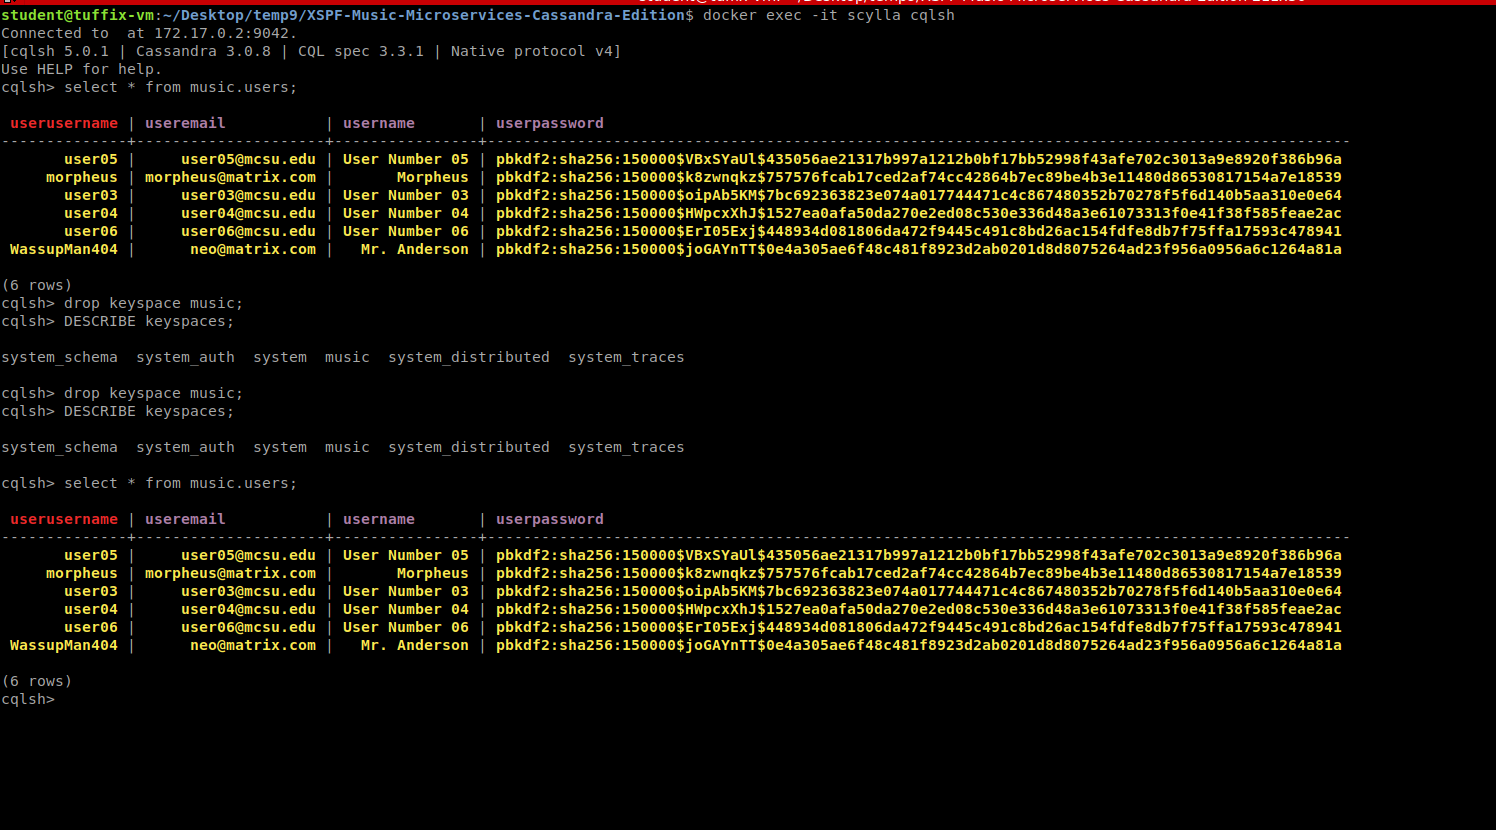 student@tuffix-vm:~/Desktop/temp9/XSPF-Music-Microservices-Cassandra-Edition$ docker exec -it scylla cqlsh
Connected to  at 172.17.0.2:9042.
[cqlsh 5.0.1 | Cassandra 3.0.8 | CQL spec 3.3.1 | Native protocol v4]
Use HELP for help.
cqlsh> select * from music.users;
userusername | useremail | username | userpassword
--------------+---------------------+----------------+------------------------------------------------------------------------------------------------
user05 | user05@mcsu.edu | User Number 05 | pbkdf2:sha256:150000$VBxSYaUl$435056ae21317b997a1212b0bf17bb52998f43afe702c3013a9e8920f386b96a
morpheus | morpheus@matrix.com | Morpheus | pbkdf2:sha256:150000$k8zwnqkz$757576fcab17ced2af74cc42864b7ec89be4b3e11480d86530817154a7e18539
user03 | user03@mcsu.edu | User Number 03 | pbkdf2:sha256:150000$oipAb5KM$7bc692363823e074a017744471c4c867480352b70278f5f6d140b5aa310e0e64
user04 | user04@mcsu.edu | User Number 04 | pbkdf2:sha256:150000$HWpcxXhJ$1527ea0afa50da270e2ed08c530e336d48a3e61073313f0e41f38f585feae2ac
user06 | user06@mcsu.edu | User Number 06 | pbkdf2:sha256:150000$ErI05Exj$448934d081806da472f9445c491c8bd26ac154fdfe8db7f75ffa17593c478941
WassupMan404 | neo@matrix.com | Mr. Anderson | pbkdf2:sha256:150000$joGAYnTT$0e4a305ae6f48c481f8923d2ab0201d8d8075264ad23f956a0956a6c1264a81a
(6 rows)
cqlsh> drop keyspace music;
cqlsh> DESCRIBE keyspaces;
system_schema  system_auth  system  music  system_distributed  system_traces
cqlsh> drop keyspace music;
cqlsh> DESCRIBE keyspaces;
system_schema  system_auth  system  music  system_distributed  system_traces
cqlsh> select * from music.users;
userusername | useremail | username | userpassword
--------------+---------------------+----------------+------------------------------------------------------------------------------------------------
user05 | user05@mcsu.edu | User Number 05 | pbkdf2:sha256:150000$VBxSYaUl$435056ae21317b997a1212b0bf17bb52998f43afe702c3013a9e8920f386b96a
morpheus | morpheus@matrix.com | Morpheus | pbkdf2:sha256:150000$k8zwnqkz$757576fcab17ced2af74cc42864b7ec89be4b3e11480d86530817154a7e18539
user03 | user03@mcsu.edu | User Number 03 | pbkdf2:sha256:150000$oipAb5KM$7bc692363823e074a017744471c4c867480352b70278f5f6d140b5aa310e0e64
user04 | user04@mcsu.edu | User Number 04 | pbkdf2:sha256:150000$HWpcxXhJ$1527ea0afa50da270e2ed08c530e336d48a3e61073313f0e41f38f585feae2ac
user06 | user06@mcsu.edu | User Number 06 | pbkdf2:sha256:150000$ErI05Exj$448934d081806da472f9445c491c8bd26ac154fdfe8db7f75ffa17593c478941
WassupMan404 | neo@matrix.com | Mr. Anderson | pbkdf2:sha256:150000$joGAYnTT$0e4a305ae6f48c481f8923d2ab0201d8d8075264ad23f956a0956a6c1264a81a
(6 rows)
cqlsh>